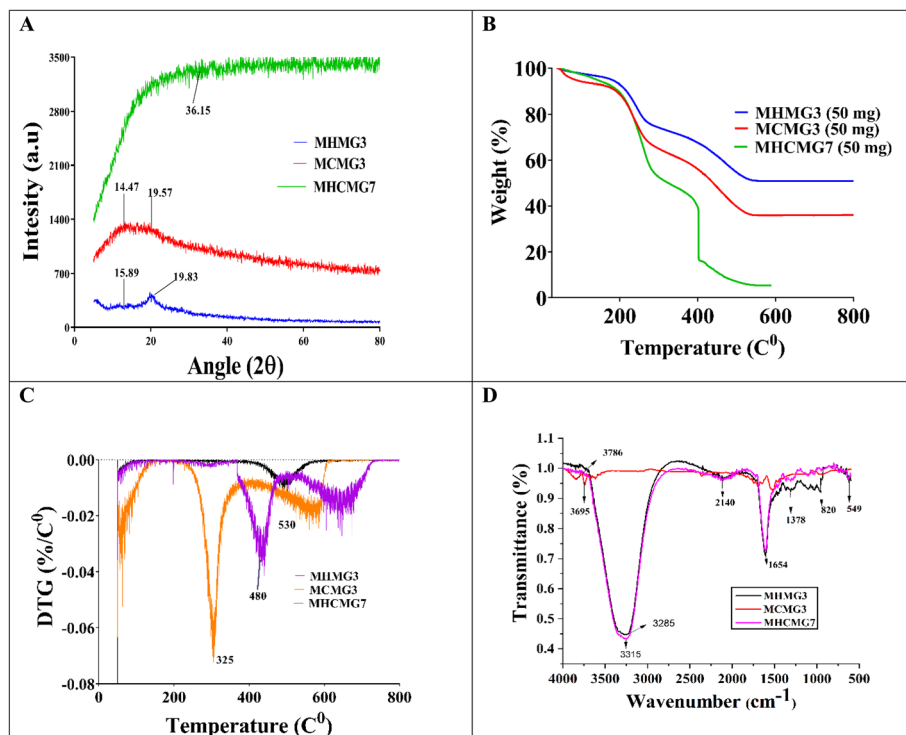 A
3500
2800
2100
1400
700
0
Intesity (a.u)
36.15
14.47
19.57
15.89
19.83
MHMG3
MCMG3
MHCMG7
0
20
40
60
80
Angle (2θ)
B
100
80
60
40
20
0
Weight (%)
MHMG3 (50 mg)
MCMG3 (50 mg)
MHCMG7 (50 mg)
200
400
600
800
Temperature (C⁰)
C
0.00
-0.02
-0.04
-0.06
-0.08
DTG (%/C⁰)
530
480
325
MHMG3
MCMG3
MHCMG7
0
200
400
600
800
Temperature (C⁰)
D
1.1
1.0
0.9
0.8
0.7
0.6
0.5
0.4
Transmittance (%)
3786
3695
2140
1378
820
549
1654
3285
3315
MHMG3
MCMG3
MHCMG7
4000
3500
3000
2500
2000
1500
1000
500
Wavenumber (cm⁻¹)